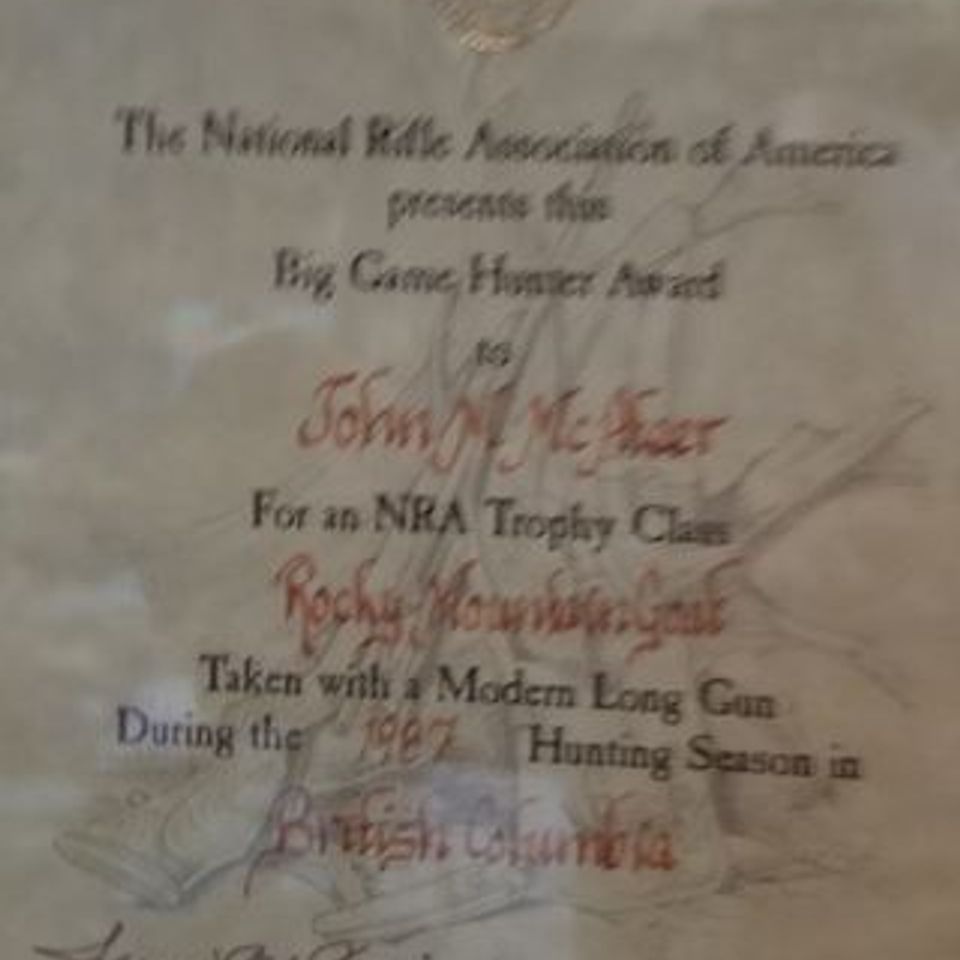 The National Rifle Association of America
presents this
Big Game Hunter Award
to
John
For an NRA Trophy Class
Rocky Mountain Goat
Taken with a Modern Long Gun
During the 1987 Hunting Season in
British Columbia